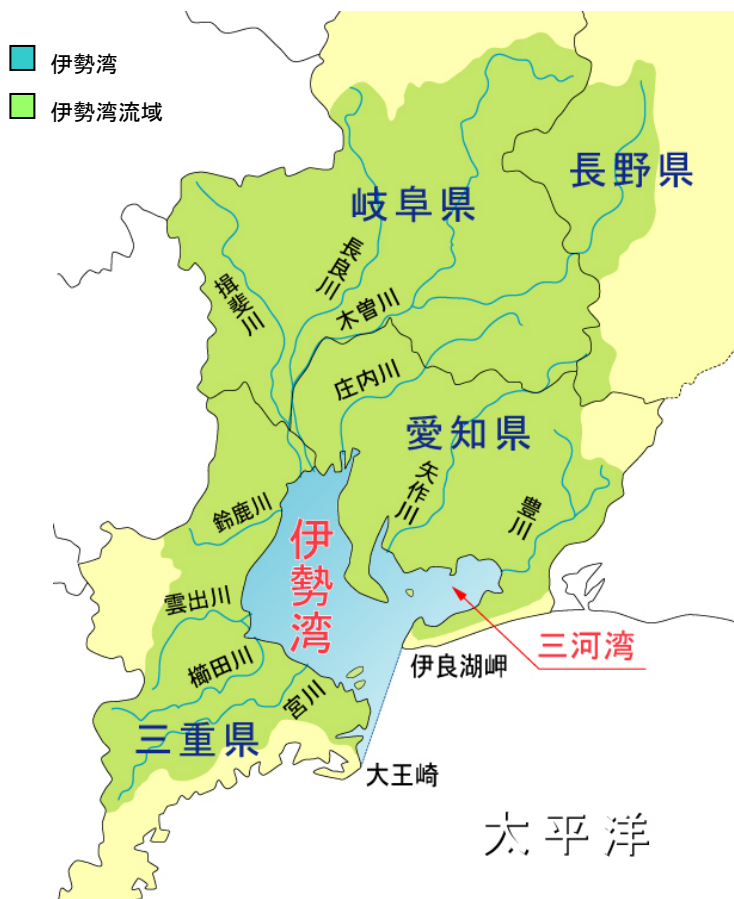 伊勢湾
伊勢湾流域
長野県
岐阜県
長良川
揖斐川
木曽川
庄内川
愛知県
矢作川
豊川
鈴鹿川
伊勢湾
雲出川
三河湾
櫛田川
伊良湖岬
宮川
三重県
大王崎
太平洋